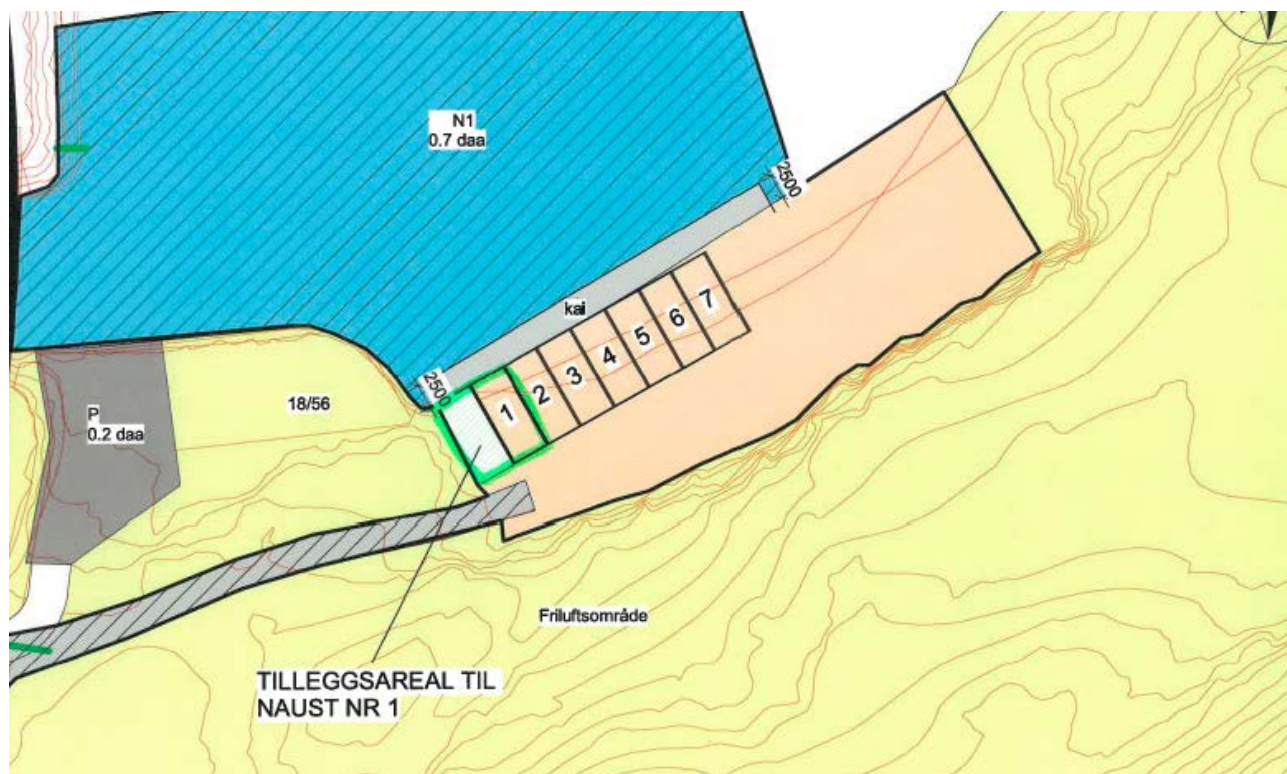 N1
0.7 daa
2500
kai
7
6
5
4
3
2
1
2500
18/56
P
0.2 daa
Friluftsområde
TILLEGGSAREAL TIL
NAUST NR 1